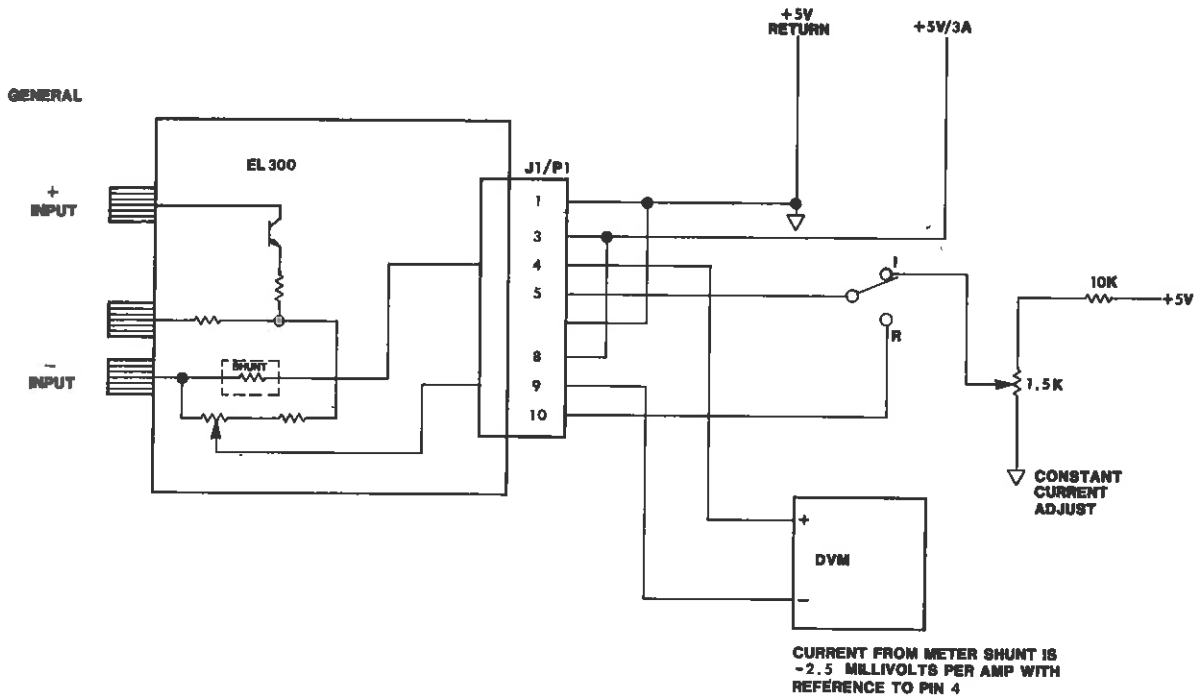 +5V
RETURN
+5V/3A
GENERAL
EL300
J1/P1
+
INPUT
1
3
4
5
8
9
10
I
R
10K
+5V
1.5K
-
INPUT
SHUNT
CONSTANT
CURRENT
ADJUST
+
DVM
-
CURRENT FROM METER SHUNT IS
-2.5 MILLIVOLTS PER AMP WITH
REFERENCE TO PIN 4